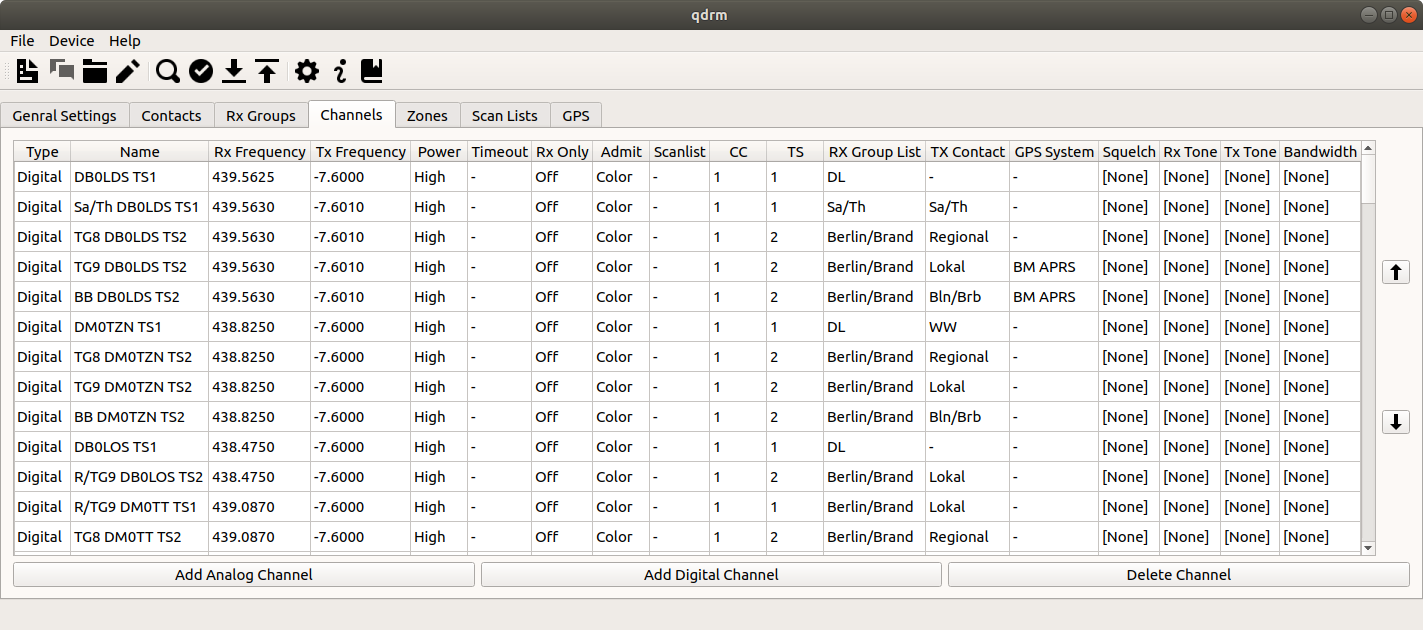 qdrm
File Device Help
Genral Settings Contacts Rx Groups Channels Zones Scan Lists GPS
Type Name Rx Frequency Tx Frequency Power Timeout Rx Only Admit Scanlist CC TS RX Group List TX Contact GPS System Squelch Rx Tone Tx Tone Bandwidth
Digital DB0LDS TS1 439.5625 -7.6000 High - Off Color - 1 1 DL - - [None] [None] [None] [None]
Digital Sa/Th DB0LDS TS1 439.5630 -7.6010 High - Off Color - 1 1 Sa/Th Sa/Th - [None] [None] [None] [None]
Digital TG8 DB0LDS TS2 439.5630 -7.6010 High - Off Color - 1 2 Berlin/Brand Regional - [None] [None] [None] [None]
Digital TG9 DB0LDS TS2 439.5630 -7.6010 High - Off Color - 1 2 Berlin/Brand Lokal BM APRS [None] [None] [None] [None]
Digital BB DB0LDS TS2 439.5630 -7.6010 High - Off Color - 1 2 Berlin/Brand Bln/Brb BM APRS [None] [None] [None] [None]
Digital DM0TZN TS1 438.8250 -7.6000 High - Off Color - 1 1 DL WW - [None] [None] [None] [None]
Digital TG8 DM0TZN TS2 438.8250 -7.6000 High - Off Color - 1 2 Berlin/Brand Regional - [None] [None] [None] [None]
Digital TG9 DM0TZN TS2 438.8250 -7.6000 High - Off Color - 1 2 Berlin/Brand Lokal - [None] [None] [None] [None]
Digital BB DM0TZN TS2 438.8250 -7.6000 High - Off Color - 1 2 Berlin/Brand Bln/Brb - [None] [None] [None] [None]
Digital DB0LOS TS1 438.4750 -7.6000 High - Off Color - 1 1 DL - - [None] [None] [None] [None]
Digital R/TG9 DB0LOS TS2 438.4750 -7.6000 High - Off Color - 1 2 Berlin/Brand Lokal - [None] [None] [None] [None]
Digital R/TG9 DM0TT TS1 439.0870 -7.6000 High - Off Color - 1 1 Berlin/Brand Lokal - [None] [None] [None] [None]
Digital TG8 DM0TT TS2 439.0870 -7.6000 High - Off Color - 1 2 Berlin/Brand Regional - [None] [None] [None] [None]
Add Analog Channel Add Digital Channel Delete Channel